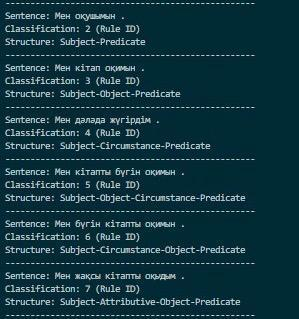 --------------------------------------------------
Sentence: Мен оқушымын .
Classification: 2 (Rule ID)
Structure: Subject-Predicate
--------------------------------------------------
Sentence: Мен кітап оқимын .
Classification: 3 (Rule ID)
Structure: Subject-Object-Predicate
--------------------------------------------------
Sentence: Мен далада жүгірдім .
Classification: 4 (Rule ID)
Structure: Subject-Circumstance-Predicate
--------------------------------------------------
Sentence: Мен кітапты бүгін оқимын .
Classification: 5 (Rule ID)
Structure: Subject-Object-Circumstance-Predicate
--------------------------------------------------
Sentence: Мен бүгін кітапты оқимын .
Classification: 6 (Rule ID)
Structure: Subject-Circumstance-Object-Predicate
--------------------------------------------------
Sentence: Мен жақсы кітапты оқыдым .
Classification: 7 (Rule ID)
Structure: Subject-Attributive-Object-Predicate
--------------------------------------------------